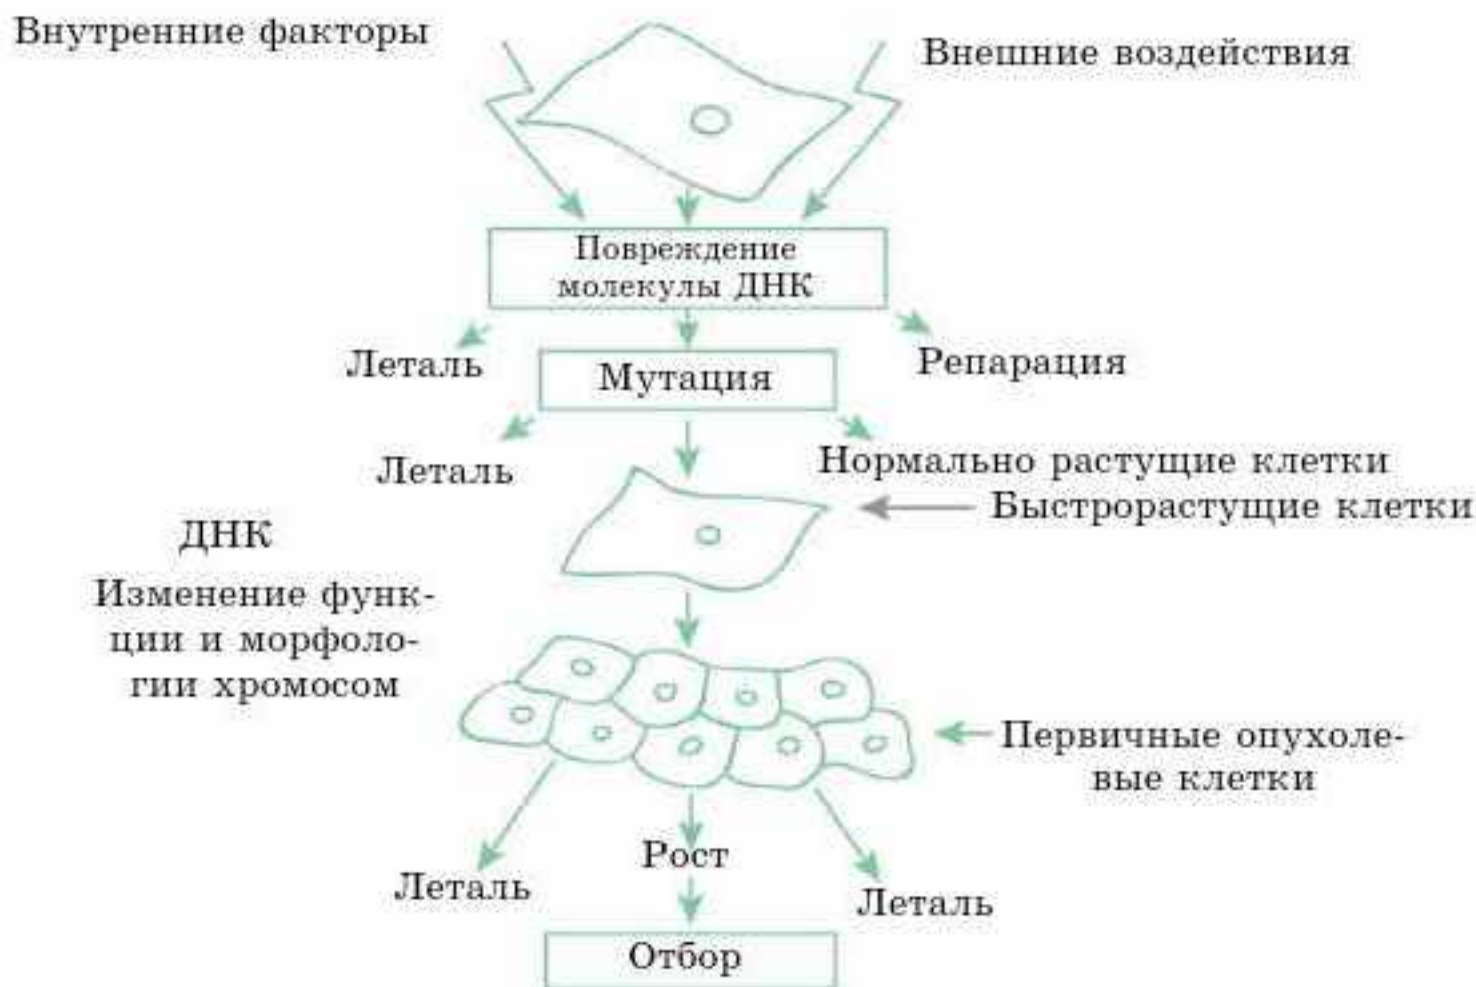 Внутренние факторы
Внешние воздействия
Повреждение
молекулы ДНК
Леталь
Мутация
Репарация
Леталь
Нормально растущие клетки
Быстрорастущие клетки
ДНК
Изменение функ-
ции и морфоло-
гии хромосом
Первичные опухоле-
вые клетки
Рост
Леталь
Леталь
Отбор